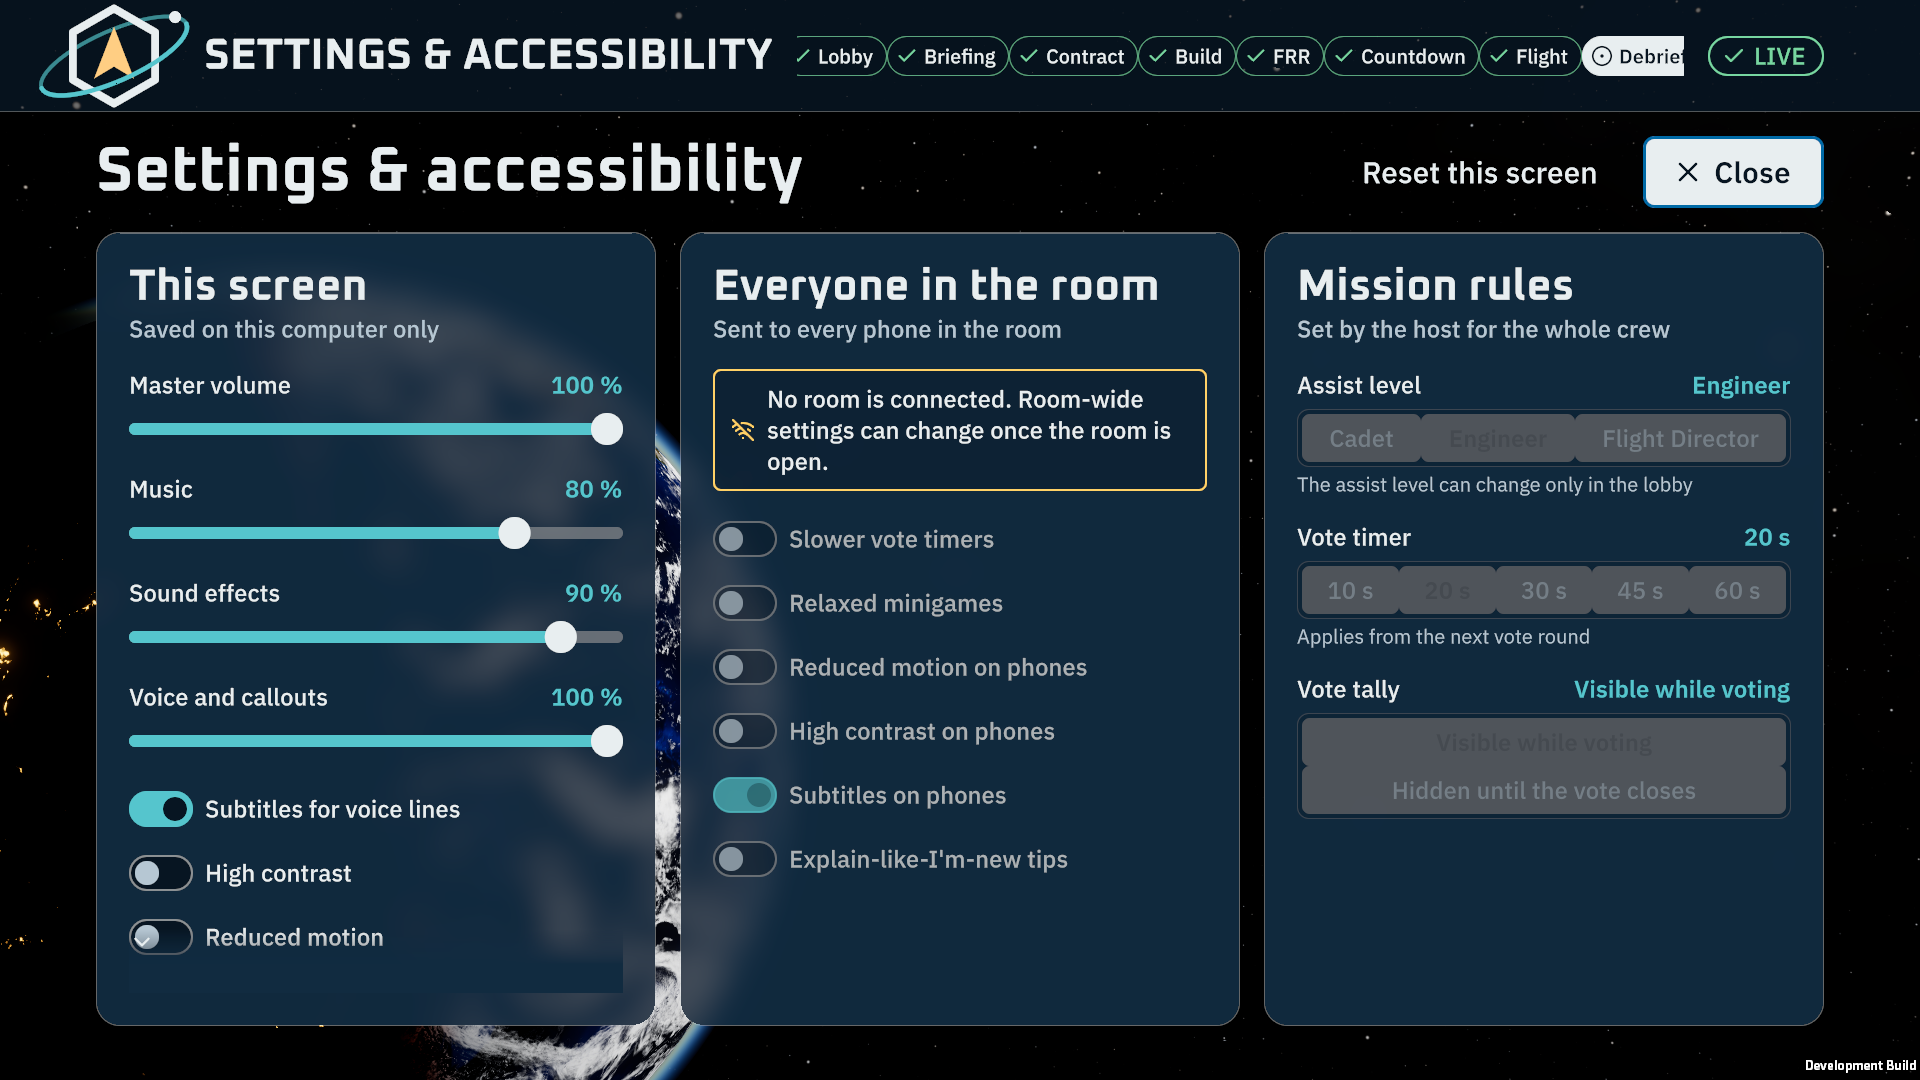 SETTINGS & ACCESSIBILITY
Lobby
Briefing
Contract
Build
FRR
Countdown
Flight
Debrief
LIVE
Settings & accessibility
Reset this screen
Close
This screen
Saved on this computer only
Master volume 100 %
Music 80 %
Sound effects 90 %
Voice and callouts 100 %
Subtitles for voice lines
High contrast
Reduced motion
Everyone in the room
Sent to every phone in the room
No room is connected. Room-wide
settings can change once the room is
open.
Slower vote timers
Relaxed minigames
Reduced motion on phones
High contrast on phones
Subtitles on phones
Explain-like-I'm-new tips
Mission rules
Set by the host for the whole crew
Assist level Engineer
Cadet Engineer Flight Director
The assist level can change only in the lobby
Vote timer 20 s
10 s 20 s 30 s 45 s 60 s
Applies from the next vote round
Vote tally Visible while voting
Visible while voting
Hidden until the vote closes
Development Build